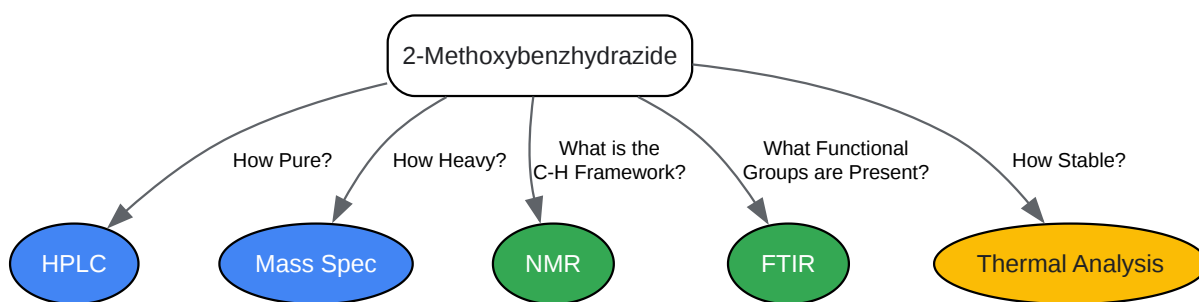 2-Methoxybenzhydrazide
How Pure?
How Heavy?
What is the
C-H Framework?
What Functional
Groups are Present?
How Stable?
HPLC
Mass Spec
NMR
FTIR
Thermal Analysis